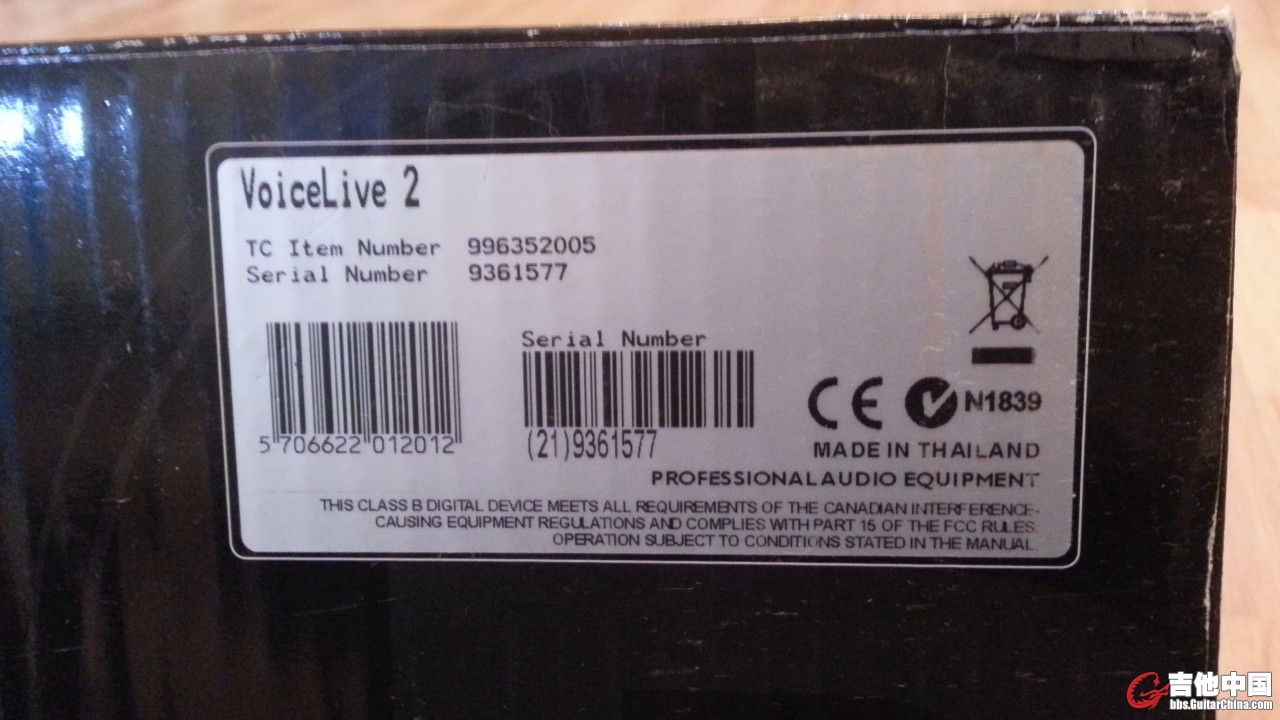 VoiceLive 2
TC Item Number 996352005
Serial Number 9361577
5 706622 012012
Serial Number
(21)9361577
CE N1839
MADE IN THAILAND
PROFESSIONAL AUDIO EQUIPMENT
THIS CLASS B DIGITAL DEVICE MEETS ALL REQUIREMENTS OF THE CANADIAN INTERFERENCE-
CAUSING EQUIPMENT REGULATIONS AND COMPLIES WITH PART 15 OF THE FCC RULES.
OPERATION SUBJECT TO CONDITIONS STATED IN THE MANUAL.
吉他中国
bbs.GuitarChina.com